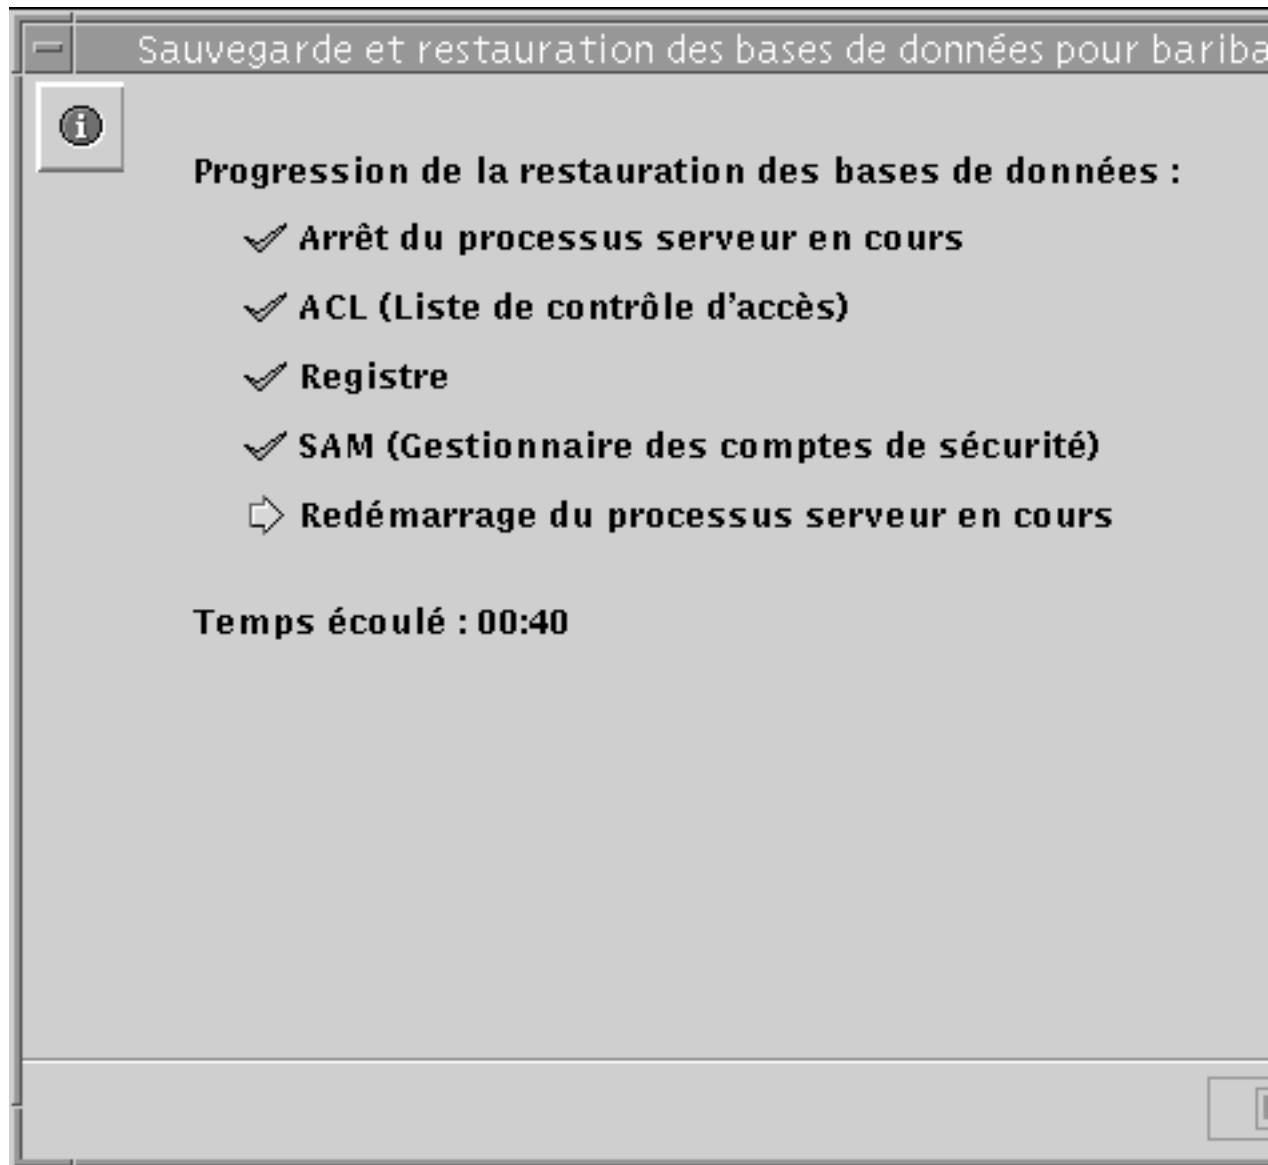 Sauvegarde et restauration des bases de données pour bariba
Progression de la restauration des bases de données :
Arrêt du processus serveur en cours
ACL (Liste de contrôle d'accès)
Registre
SAM (Gestionnaire des comptes de sécurité)
Redémarrage du processus serveur en cours
Temps écoulé : 00:40